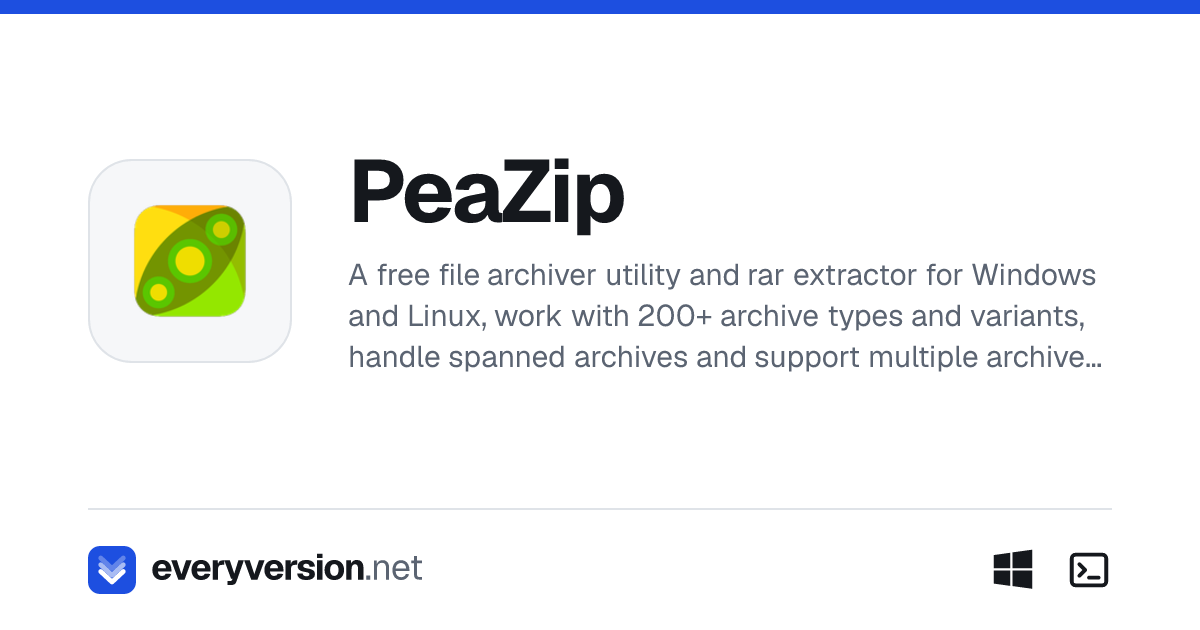 PeaZip
A free file archiver utility and rar extractor for Windows
and Linux, work with 200+ archive types and variants,
handle spanned archives and support multiple archive…
everyversion.net